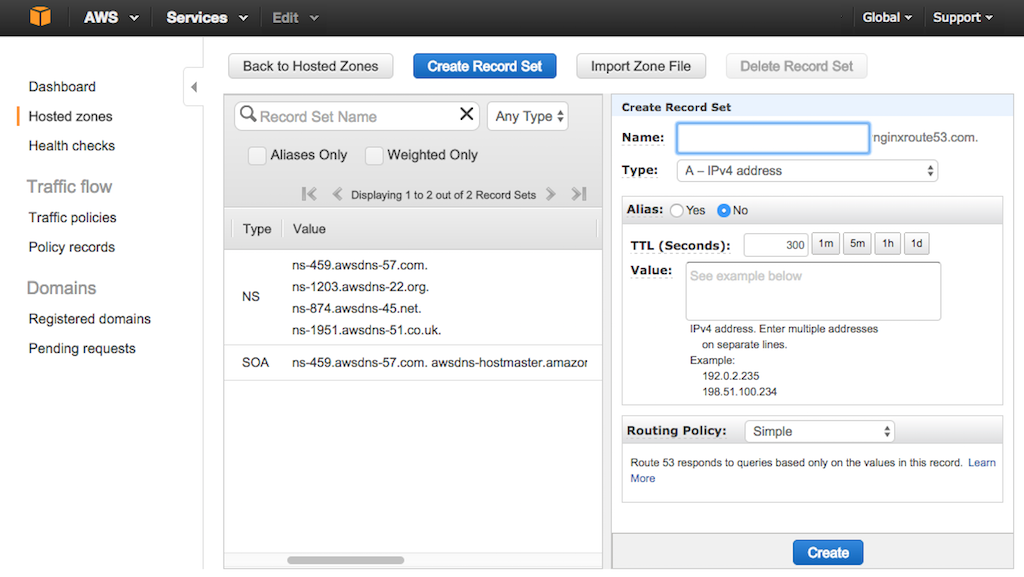 AWS Services Edit Global Support
Back to Hosted Zones Create Record Set Import Zone File Delete Record Set
Dashboard
Hosted zones
Health checks
Traffic flow
Traffic policies
Policy records
Domains
Registered domains
Pending requests
Record Set Name Any Type
Aliases Only Weighted Only
Displaying 1 to 2 out of 2 Record Sets
Type Value
NS
ns-459.awsdns-57.com.
ns-1203.awsdns-22.org.
ns-874.awsdns-45.net.
ns-1951.awsdns-51.co.uk.
SOA ns-459.awsdns-57.com. awsdns-hostmaster.amazor
Create Record Set
Name: nginxroute53.com.
Type: A – IPv4 address
Alias: Yes No
TTL (Seconds): 300 1m 5m 1h 1d
Value: See example below
IPv4 address. Enter multiple addresses
on separate lines.
Example:
192.0.2.235
198.51.100.234
Routing Policy: Simple
Route 53 responds to queries based only on the values in this record. Learn
More
Create